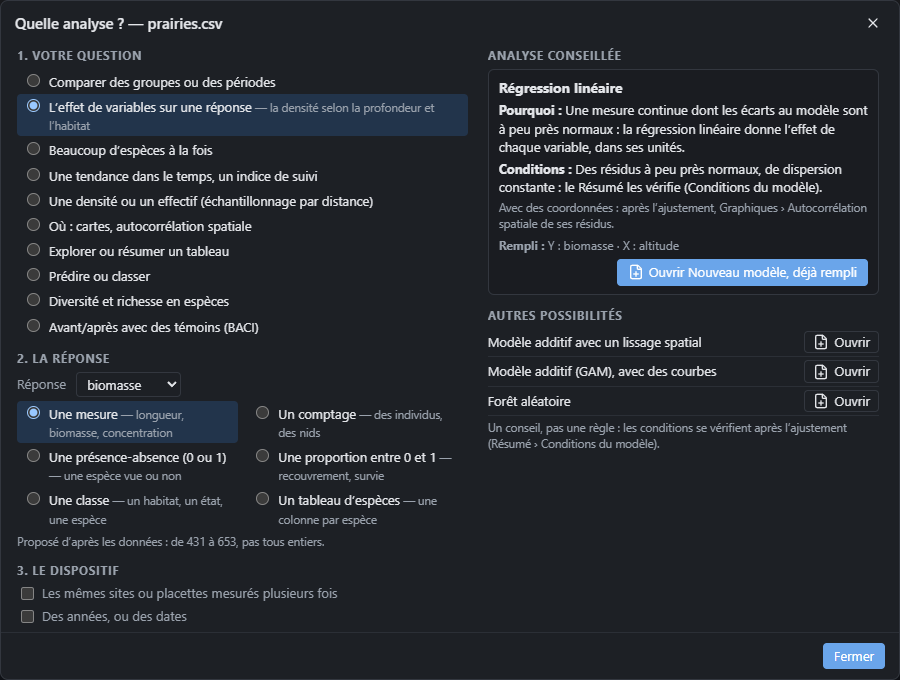 Quelle analyse ? — prairies.csv
1. VOTRE QUESTION
Comparer des groupes ou des périodes
L’effet de variables sur une réponse — la densité selon la profondeur et
l’habitat
Beaucoup d’espèces à la fois
Une tendance dans le temps, un indice de suivi
Une densité ou un effectif (échantillonnage par distance)
Où : cartes, autocorrélation spatiale
Explorer ou résumer un tableau
Prédire ou classer
Diversité et richesse en espèces
Avant/après avec des témoins (BACI)
2. LA RÉPONSE
Réponse
biomasse
Une mesure — longueur,
biomasse, concentration
Un comptage — des individus,
des nids
Une présence-absence (0 ou 1)
— une espèce vue ou non
Une proportion entre 0 et 1 —
recouvrement, survie
Une classe — un habitat, un état,
une espèce
Un tableau d’espèces — une
colonne par espèce
Proposé d’après les données : de 431 à 653, pas tous entiers.
3. LE DISPOSITIF
Les mêmes sites ou placettes mesurés plusieurs fois
Des années, ou des dates
ANALYSE CONSEILLÉE
Régression linéaire
Pourquoi : Une mesure continue dont les écarts au modèle sont
à peu près normaux : la régression linéaire donne l’effet de
chaque variable, dans ses unités.
Conditions : Des résidus à peu près normaux, de dispersion
constante : le Résumé les vérifie (Conditions du modèle).
Avec des coordonnées : après l’ajustement, Graphiques › Autocorrélation
spatiale de ses résidus.
Rempli : Y : biomasse · X : altitude
Ouvrir Nouveau modèle, déjà rempli
AUTRES POSSIBILITÉS
Modèle additif avec un lissage spatial
Ouvrir
Modèle additif (GAM), avec des courbes
Ouvrir
Forêt aléatoire
Ouvrir
Un conseil, pas une règle : les conditions se vérifient après l’ajustement
(Résumé › Conditions du modèle).
Fermer